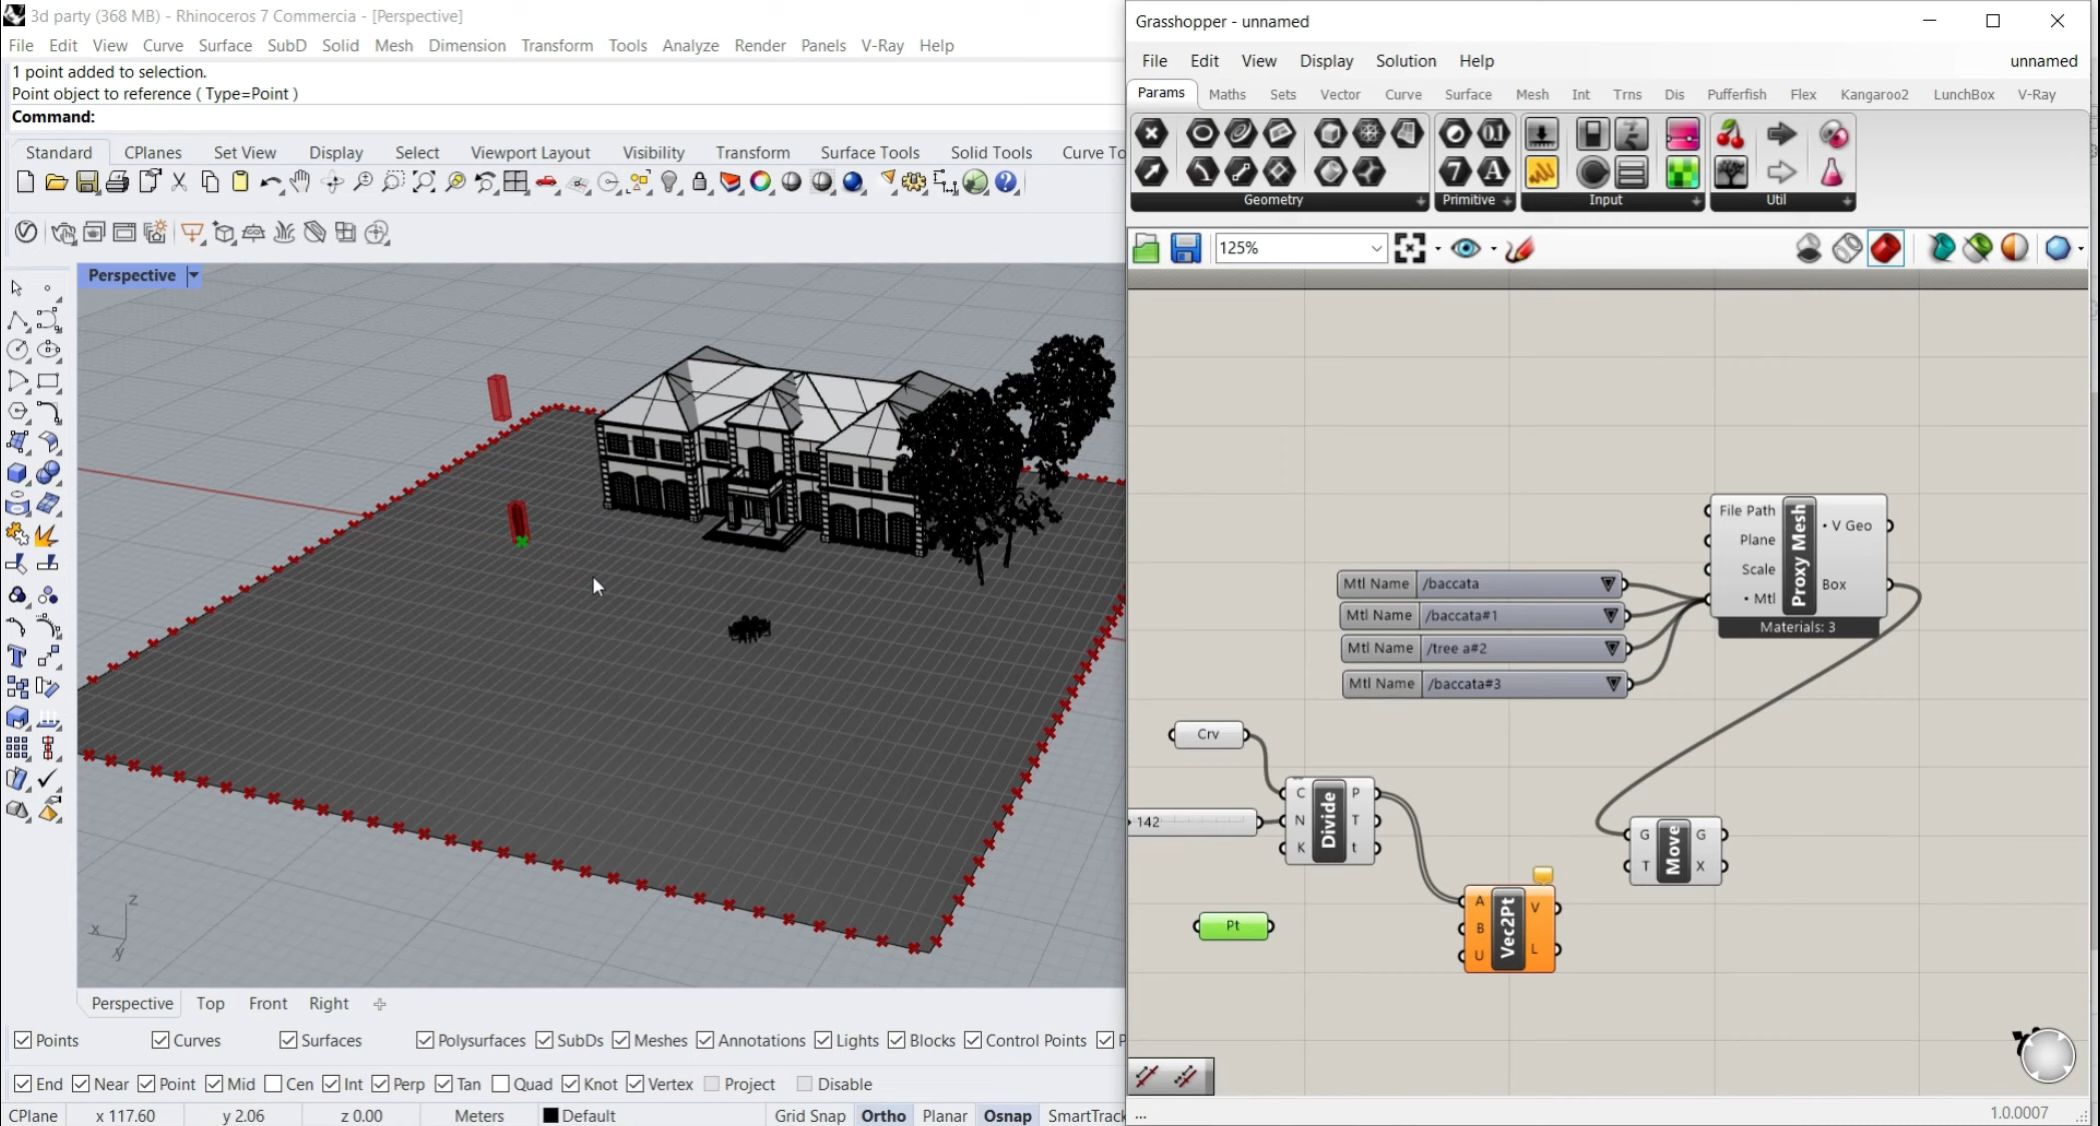 3d party (368 MB) - Rhinoceros 7 Commercia - [Perspective]
File Edit View Curve Surface SubD Solid Mesh Dimension Transform Tools Analyze Render Panels V-Ray Help
1 point added to selection.
Point object to reference ( Type=Point )
Command:
Standard CPlanes Set View Display Select Viewport Layout Visibility Transform Surface Tools Solid Tools Curve To
Perspective
z
x
y
Perspective Top Front Right
Points Curves Surfaces Polysurfaces SubDs Meshes Annotations Lights Blocks Control Points P
End Near Point Mid Cen Int Perp Tan Quad Knot Vertex Project Disable
CPlane x 117.60 y 2.06 z 0.00 Meters Default Grid Snap Ortho Planar Osnap SmartTrack
Grasshopper - unnamed
File Edit View Display Solution Help unnamed
Params Maths Sets Vector Curve Surface Mesh Int Trns Dis Pufferfish Flex Kangaroo2 LunchBox V-Ray
Geometry Primitive Input Util
125%
File Path
Plane
Scale
• Mtl
Proxy Mesh
• V Geo
Box
Materials: 3
Mtl Name /baccata
Mtl Name /baccata#1
Mtl Name /tree a#2
Mtl Name /baccata#3
Crv
142
C
N
K
Divide
P
T
t
G
T
Move
G
X
Pt
A
B
U
Vec2Pt
V
L
... 1.0.0007